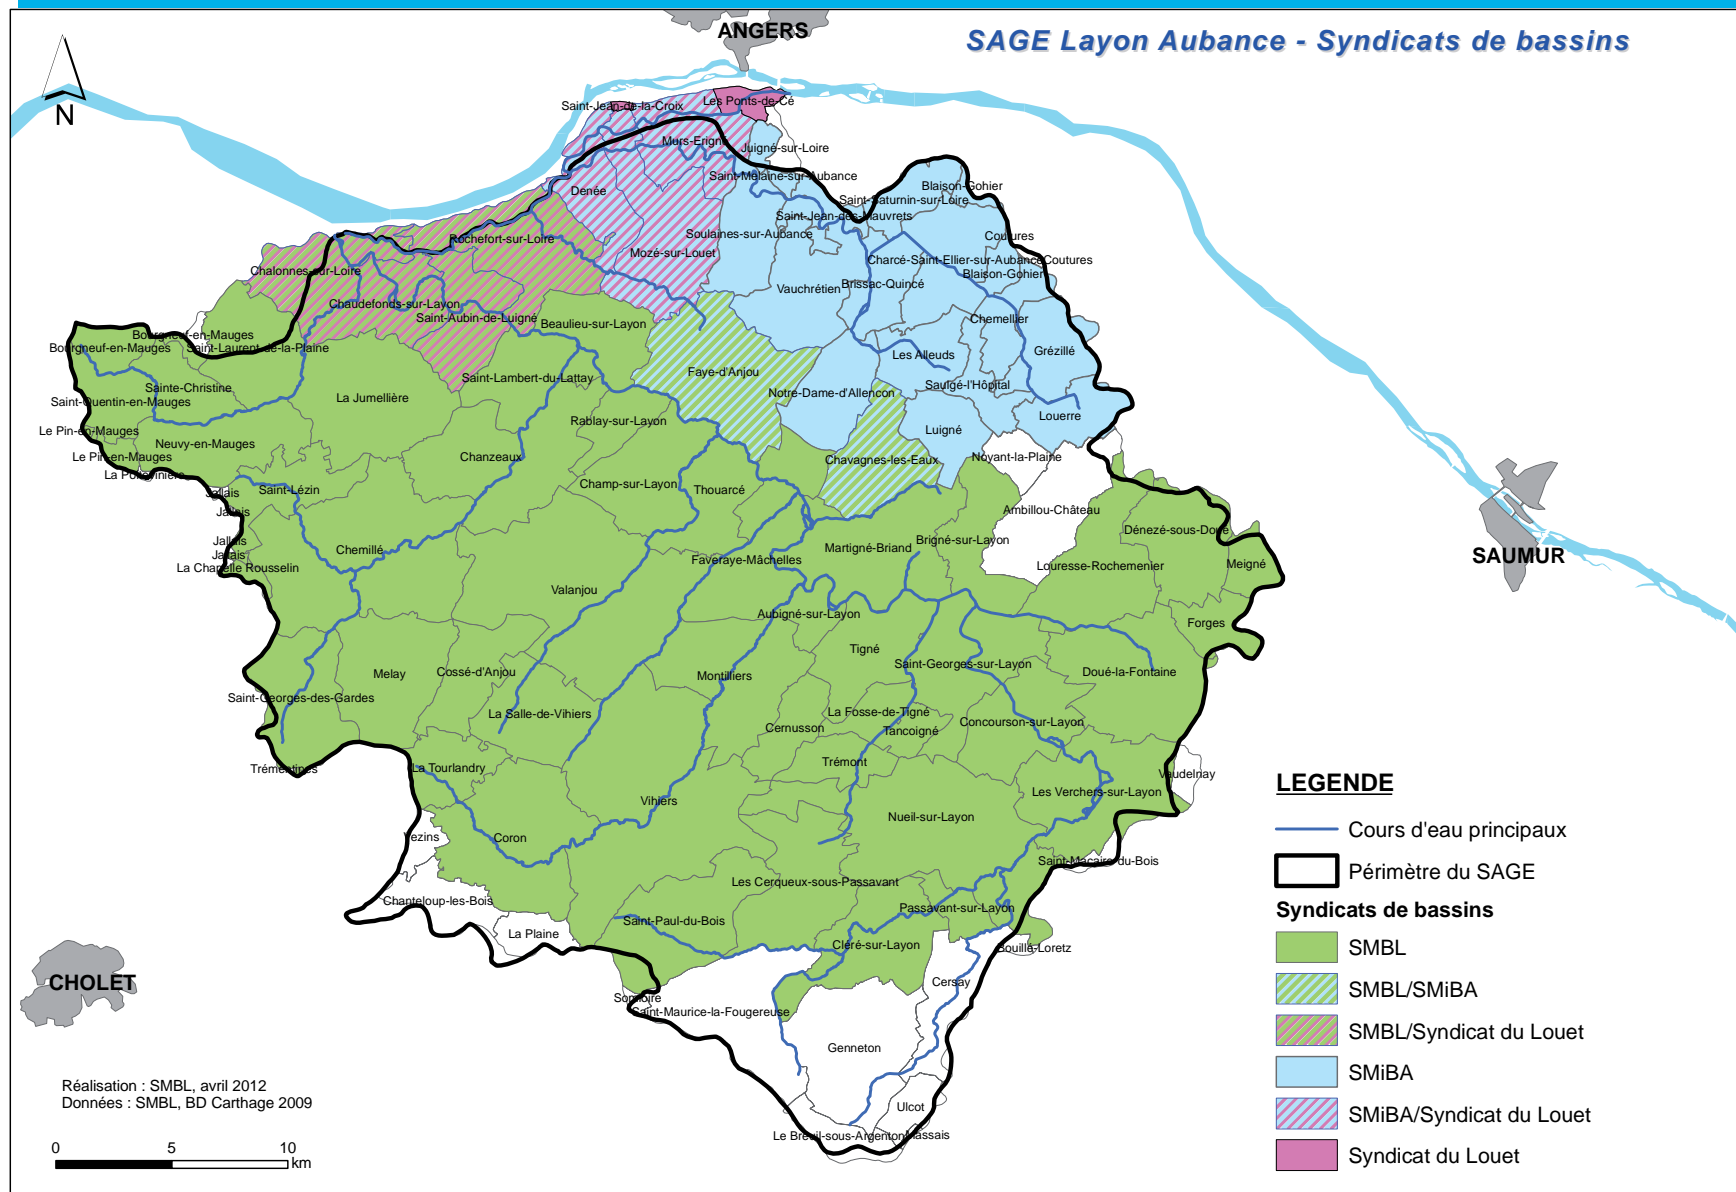 ANGERS
SAGE Layon Aubance - Syndicats de bassins
N
Saint-Jean-de-la-Croix
Les Ponts-de-Cé
Murs-Erigné
Juigné-sur-Loire
Saint-Melaine-sur-Aubance
Denée
Blaison-Gohier
Saint-Saturnin-sur-Loire
Saint-Jean-des-Mauvrets
Soulaines-sur-Aubance
Coutures
Rochefort-sur-Loire
Mozé-sur-Louet
Charcé-Saint-Ellier-sur-Aubance
Coutures
Blaison-Gohier
Chalonnes-sur-Loire
Brissac-Quincé
Vauchrétien
Chaudefonds-sur-Layon
Saint-Aubin-de-Luigné
Beaulieu-sur-Layon
Chemellier
Bourgneuf-en-Mauges
Bourgneuf-en-Mauges
Saint-Laurent-de-la-Plaine
Les Alleuds
Grézillé
Sainte-Christine
Saint-Lambert-du-Lattay
Faye-d'Anjou
Saulgé-l'Hôpital
Notre-Dame-d'Allencon
La Jumellière
Saint-Quentin-en-Mauges
Louerre
Rablay-sur-Layon
Le Pin-en-Mauges
Neuvy-en-Mauges
Luigné
Le Pin-en-Mauges
Chanzeaux
Chavagnes-les-Eaux
Noyant-la-Plaine
La Poitevinière
Jallais
Saint-Lézin
Champ-sur-Layon
Thouarcé
Jallais
Ambillou-Château
Dénezé-sous-Doué
Jallais
Jallais
Chemillé
Martigné-Briand
Brigné-sur-Layon
SAUMUR
La Chapelle Rousselin
Faveraye-Mâchelles
Louresse-Rochemenier
Meigné
Valanjou
Aubigné-sur-Layon
Forges
Tigné
Melay
Cossé-d'Anjou
Montilliers
Saint-Georges-sur-Layon
Doué-la-Fontaine
Saint-Georges-des-Gardes
La Salle-de-Vihiers
La Fosse-de-Tigné
Cernusson
Tancoigné
Concourson-sur-Layon
Trémentines
La Tourlandry
Trémont
Vaudelnay
Vihiers
Les Verchers-sur-Layon
Nueil-sur-Layon
Vezins
Coron
Saint-Macaire-du-Bois
Les Cerqueux-sous-Passavant
Chanteloup-les-Bois
Passavant-sur-Layon
Saint-Paul-du-Bois
La Plaine
Cléré-sur-Layon
Bouillé-Loretz
CHOLET
Cersay
Somloire
Saint-Maurice-la-Fougereuse
Genneton
Ulcot
Le Breuil-sous-Argenton
Massais
LEGENDE
Cours d'eau principaux
Périmètre du SAGE
Syndicats de bassins
SMBL
SMBL/SMiBA
SMBL/Syndicat du Louet
SMiBA
SMiBA/Syndicat du Louet
Syndicat du Louet
Réalisation : SMBL, avril 2012
Données : SMBL, BD Carthage 2009
0 5 10
km